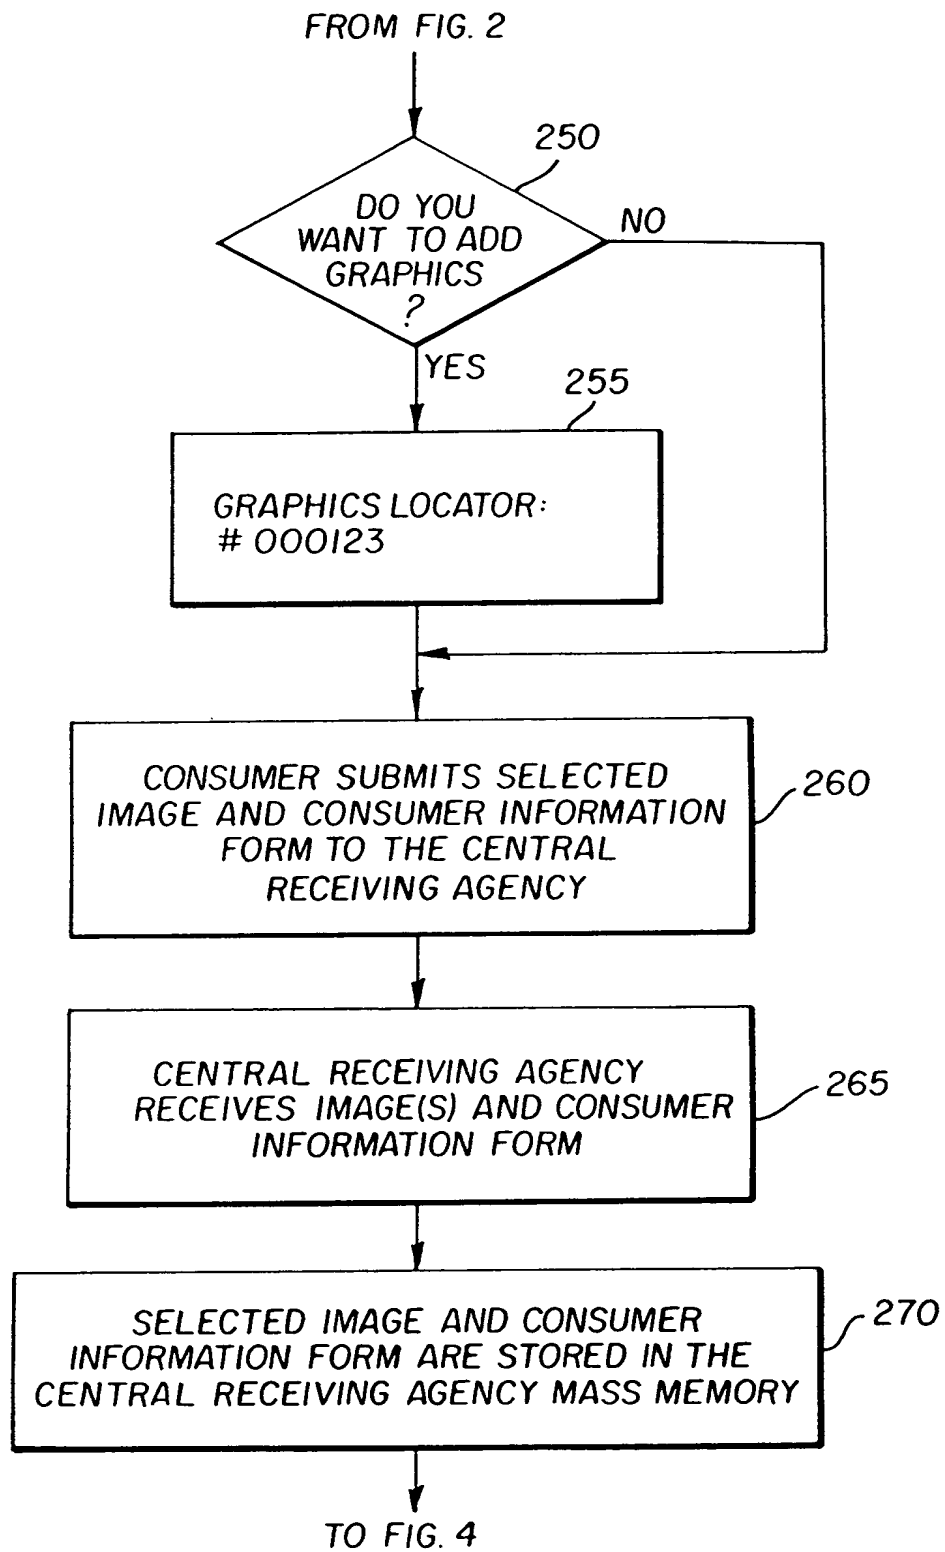 FROM FIG. 2
250
DO YOU
WANT TO ADD
GRAPHICS
?
NO
YES
255
GRAPHICS LOCATOR:
# 000123
CONSUMER SUBMITS SELECTED
IMAGE AND CONSUMER INFORMATION
FORM TO THE CENTRAL
RECEIVING AGENCY
260
CENTRAL RECEIVING AGENCY
RECEIVES IMAGE(S) AND CONSUMER
INFORMATION FORM
265
SELECTED IMAGE AND CONSUMER
INFORMATION FORM ARE STORED IN THE
CENTRAL RECEIVING AGENCY MASS MEMORY
270
TO FIG. 4